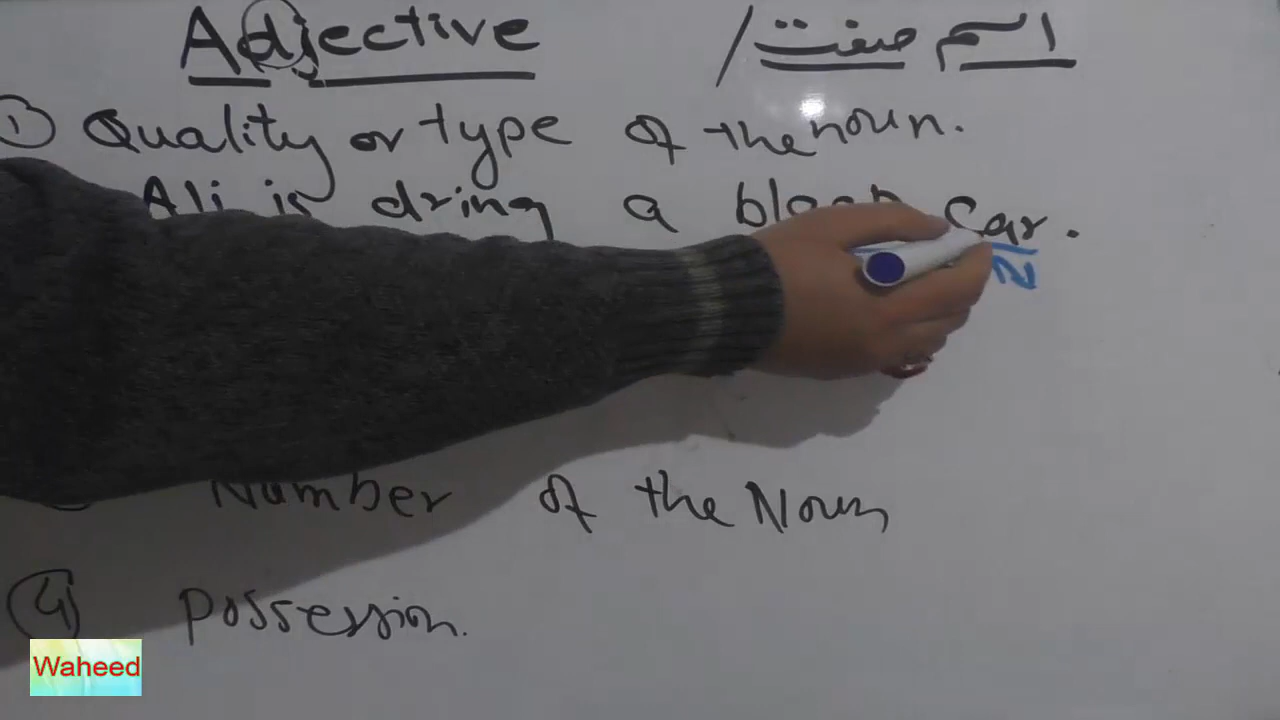 Adjective / اسم صفت
① Quality or type of the noun.
Ali is dring a car.
N
Number of the Noun
④ Possession.
Waheed